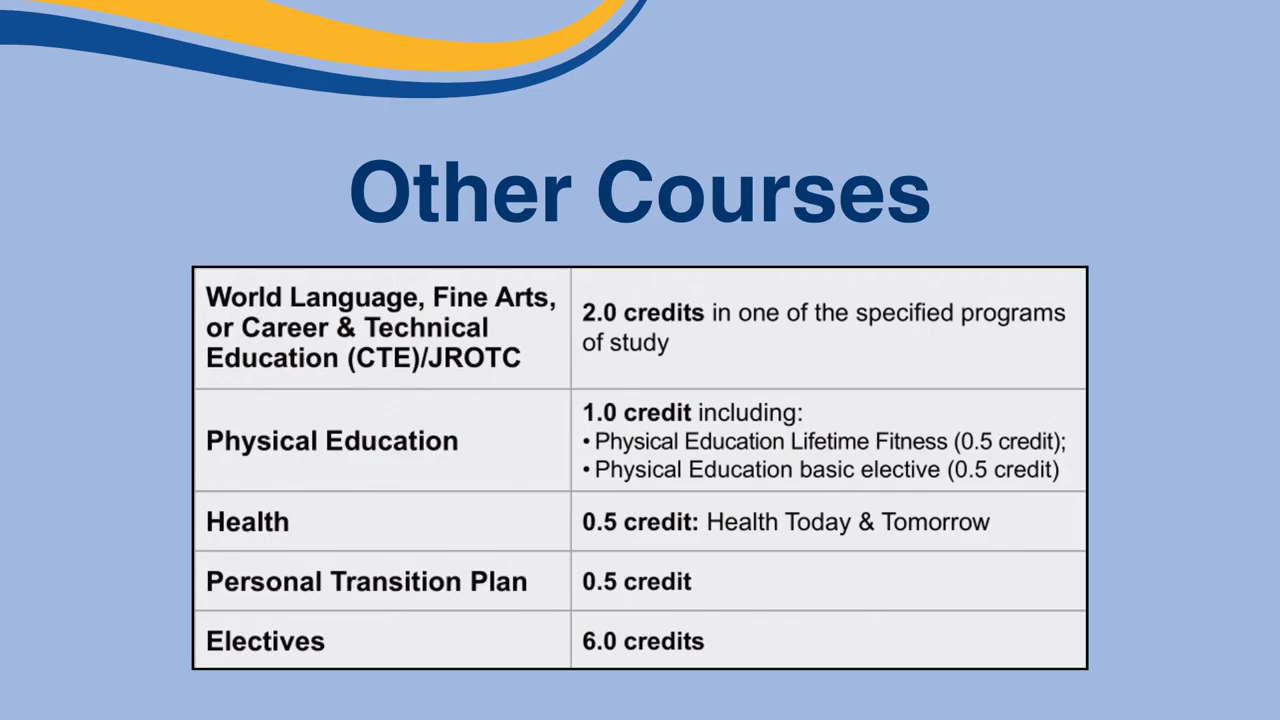 Other Courses
World Language, Fine Arts,
or Career & Technical
Education (CTE)/JROTC
2.0 credits in one of the specified programs
of study
Physical Education
1.0 credit including:
• Physical Education Lifetime Fitness (0.5 credit);
• Physical Education basic elective (0.5 credit)
Health
0.5 credit: Health Today & Tomorrow
Personal Transition Plan
0.5 credit
Electives
6.0 credits